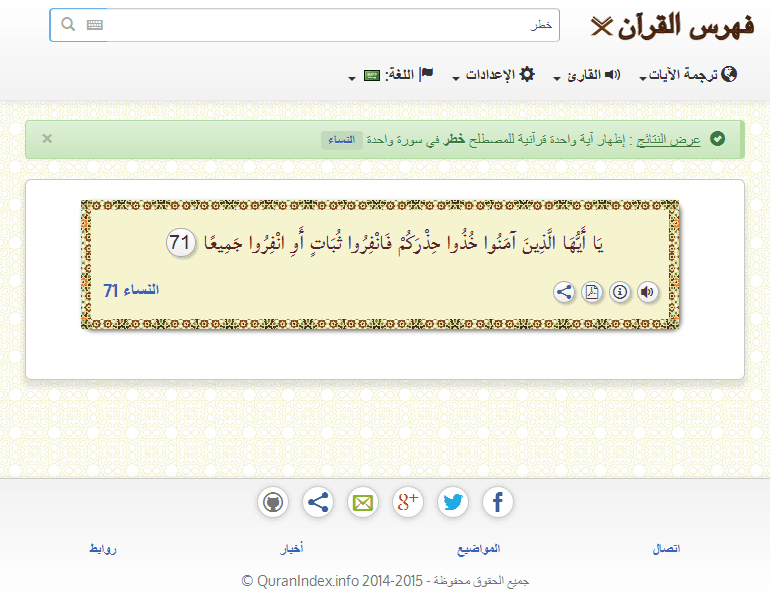 فهرس القرآن
خطر
ترجمة الآيات القارئ الإعدادات اللغة:
عرض النتائج : إظهار آية واحدة قرآنية للمصطلح خطر في سورة واحدة النساء ×
يَا أَيُّهَا الَّذِينَ آمَنُوا خُذُوا حِذْرَكُمْ فَانْفِرُوا ثُبَاتٍ أَوِ انْفِرُوا جَمِيعًا 71
النساء 71
اتصال المواضيع أخبار روابط
جميع الحقوق محفوظة - QuranIndex.info 2014-2015 ©